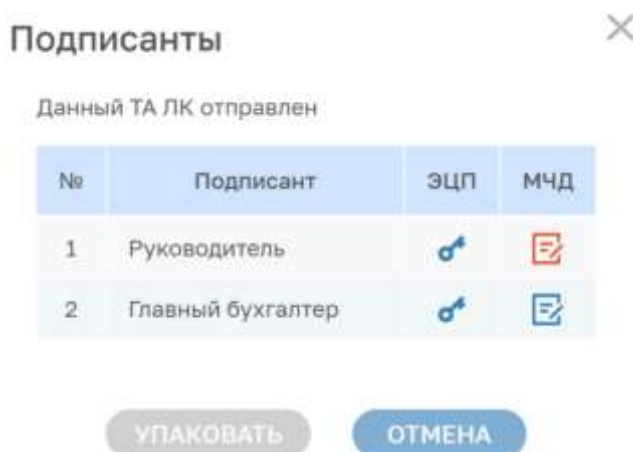 Подписанты
Данный ТА ЛК отправлен
№ Подписант ЭЦП МЧД
1 Руководитель
2 Главный бухгалтер
УПАКОВАТЬ ОТМЕНА